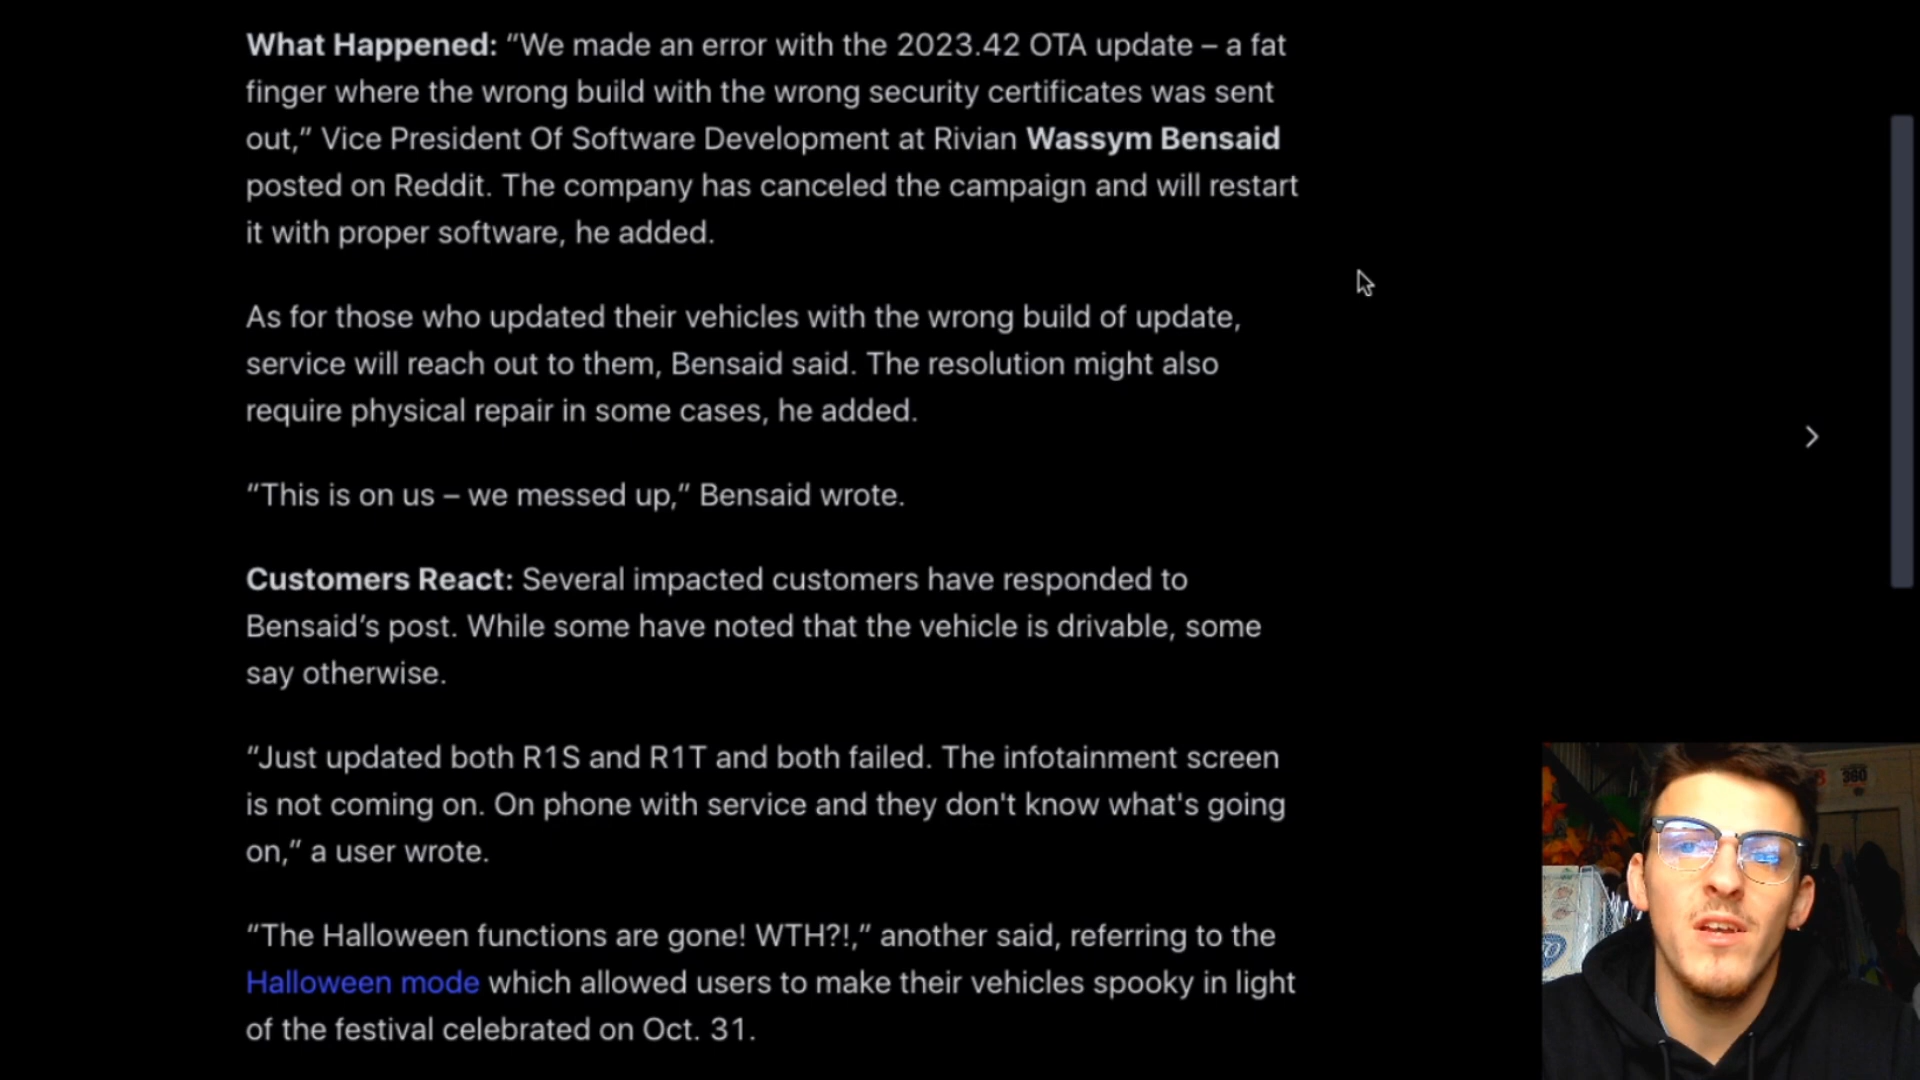 What Happened: “We made an error with the 2023.42 OTA update – a fat
finger where the wrong build with the wrong security certificates was sent
out,” Vice President Of Software Development at Rivian Wassym Bensaid
posted on Reddit. The company has canceled the campaign and will restart
it with proper software, he added.
As for those who updated their vehicles with the wrong build of update,
service will reach out to them, Bensaid said. The resolution might also
require physical repair in some cases, he added.
“This is on us – we messed up,” Bensaid wrote.
Customers React: Several impacted customers have responded to
Bensaid’s post. While some have noted that the vehicle is drivable, some
say otherwise.
“Just updated both R1S and R1T and both failed. The infotainment screen
is not coming on. On phone with service and they don't know what's going
on,” a user wrote.
“The Halloween functions are gone! WTH?!,” another said, referring to the
Halloween mode which allowed users to make their vehicles spooky in light
of the festival celebrated on Oct. 31.
360